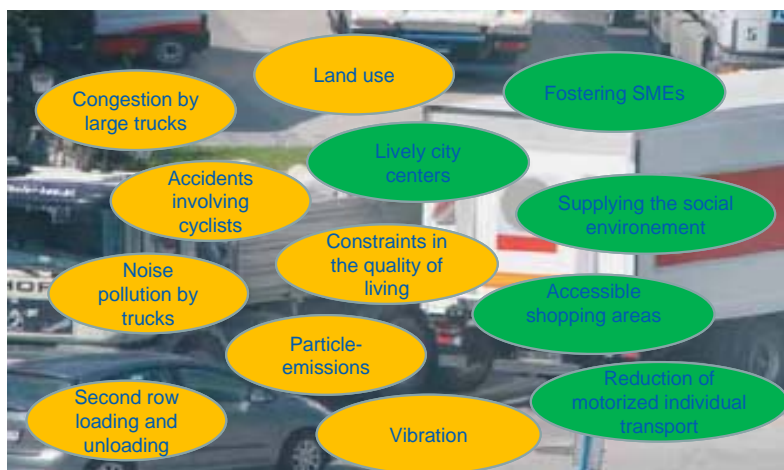 Land use
Congestion by
large trucks
Fostering SMEs
Lively city
centers
Accidents
involving
cyclists
Supplying the social
environement
Constraints in
the quality of
living
Noise
pollution by
trucks
Accessible
shopping areas
Particle-
emissions
Second row
loading and
unloading
Reduction of
motorized individual
transport
Vibration
HOF
5